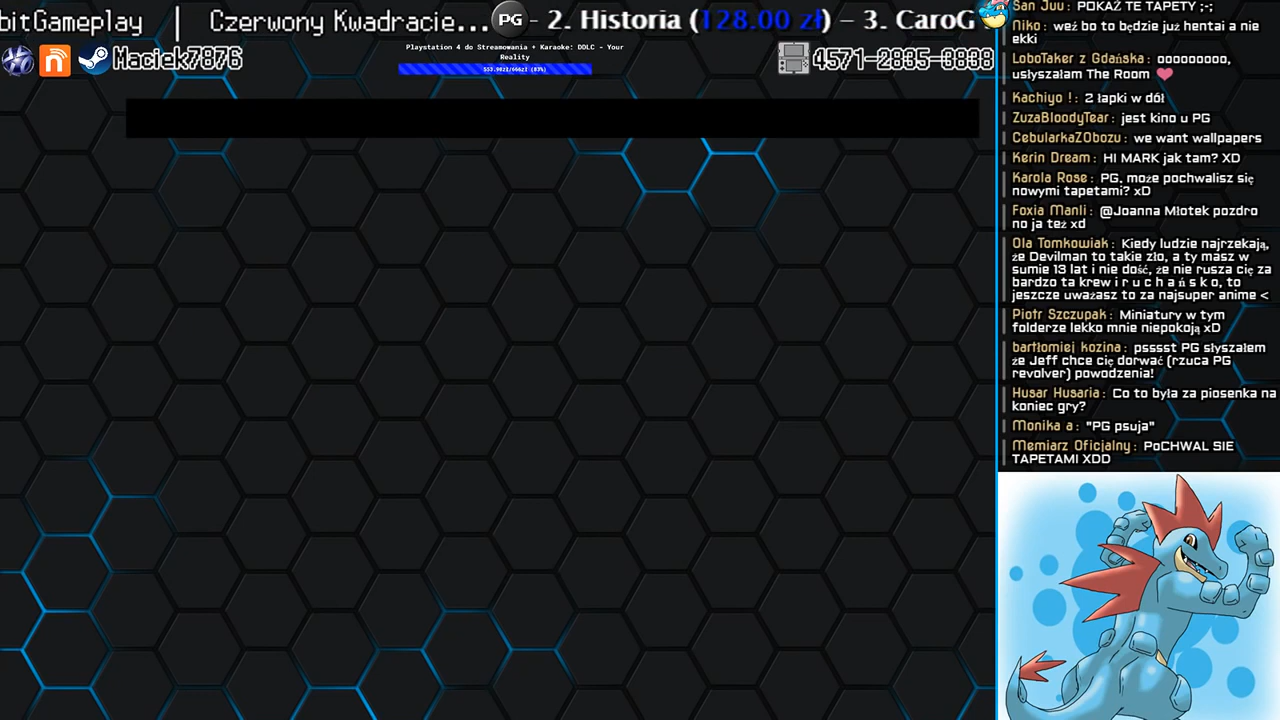 bitGameplay | Czerwony Kwadracie... PG - 2. Historia (128.00 zł) – 3. CaroG
Maciek7876
Playstation 4 do Streamowania + Karaoke: DDLC - Your
Reality
553.98zł/666zł (83%)
4571-2835-3838
San Juu: POKAŻ TE TAPETY ;-;
Niko: weź bo to będzie już hentai a nie
ekki
LoboTaker z Gdańska: ooooooooo,
usłyszałam The Room
Kachiyo !: 2 łapki w dół
ZuzaBloodyTear: jest kino u PG
CebularkaZObozu: we want wallpapers
Kerin Dream: HI MARK jak tam? XD
Karola Rose: PG, może pochwalisz się
nowymi tapetami? xD
Foxia Manli: @Joanna Młotek pozdro
no ja też xd
Ola Tomkowiak: Kiedy ludzie najrzekają,
że Devilman to takie zło, a ty masz w
sumie 13 lat i nie dość, że nie rusza cię za
bardzo ta krew i r u c h a ń s k o, to
jeszcze uważasz to za najsuper anime <
Piotr Szczupak: Miniatury w tym
folderze lekko mnie niepokoją xD
bartłomiej kozina: psssst PG słyszałem
że Jeff chce cię dorwać (rzuca PG
revolver) powodzenia!
Husar Husaria: Co to była za piosenka na
koniec gry?
Monika a: "PG psuja"
Memiarz Oficjalny: PoCHWAL SIE
TAPETAMI XDD